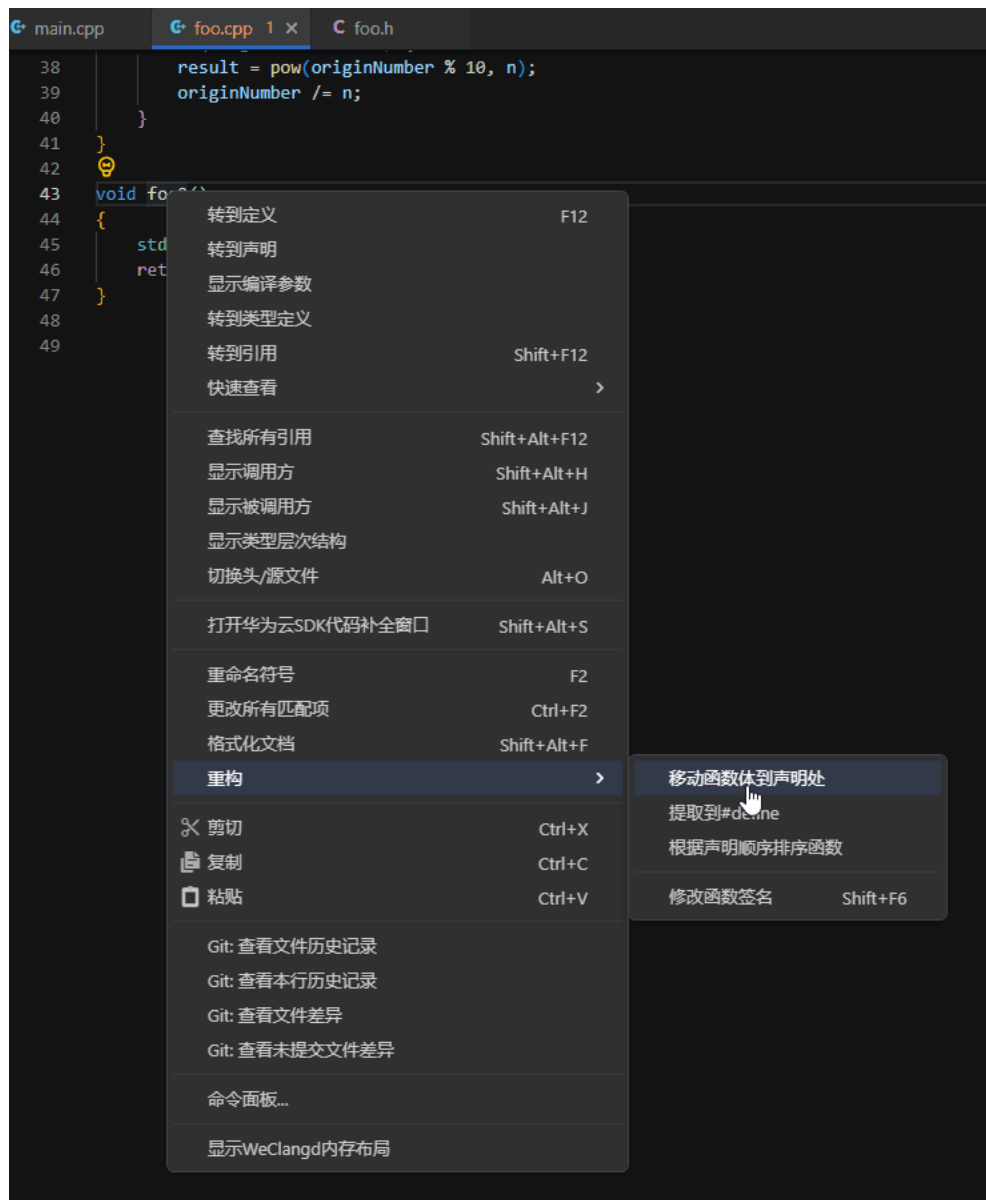 main.cpp foo.cpp 1 foo.h
38 result = pow(originNumber % 10, n);
39 originNumber /= n;
40 }
41 }
42
43 void
44 {
45 std
46 ret
47 }
48
49
转到定义 F12
转到声明
显示编译参数
转到类型定义
转到引用 Shift+F12
快速查看
查找所有引用 Shift+Alt+F12
显示调用方 Shift+Alt+H
显示被调用方 Shift+Alt+J
显示类型层次结构
切换头/源文件 Alt+O
打开华为云SDK代码补全窗口 Shift+Alt+S
重命名符号 F2
更改所有匹配项 Ctrl+F2
格式化文档 Shift+Alt+F
重构
移动函数体到声明处
提取到#define
根据声明顺序排序函数
修改函数签名 Shift+F6
剪切 Ctrl+X
复制 Ctrl+C
粘贴 Ctrl+V
Git: 查看文件历史记录
Git: 查看本行历史记录
Git: 查看文件差异
Git: 查看未提交文件差异
命令面板...
显示WeClangd内存布局